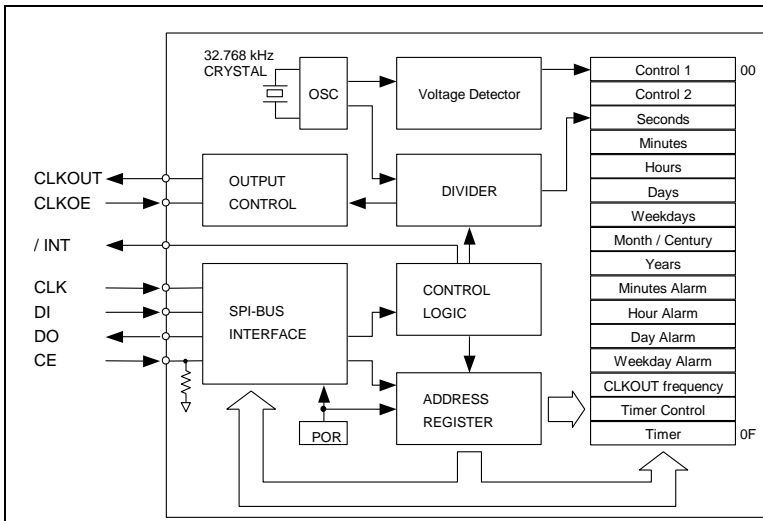 32.768 kHz
CRYSTAL
OSC
Voltage Detector
Control 1
00
Control 2
Seconds
Minutes
Hours
Days
Weekdays
Month / Century
Years
Minutes Alarm
Hour Alarm
Day Alarm
Weekday Alarm
CLKOUT frequency
Timer Control
Timer
0F
CLKOUT
CLKOE
OUTPUT
CONTROL
DIVIDER
/ INT
CLK
DI
DO
CE
SPI-BUS
INTERFACE
CONTROL
LOGIC
ADDRESS
REGISTER
POR